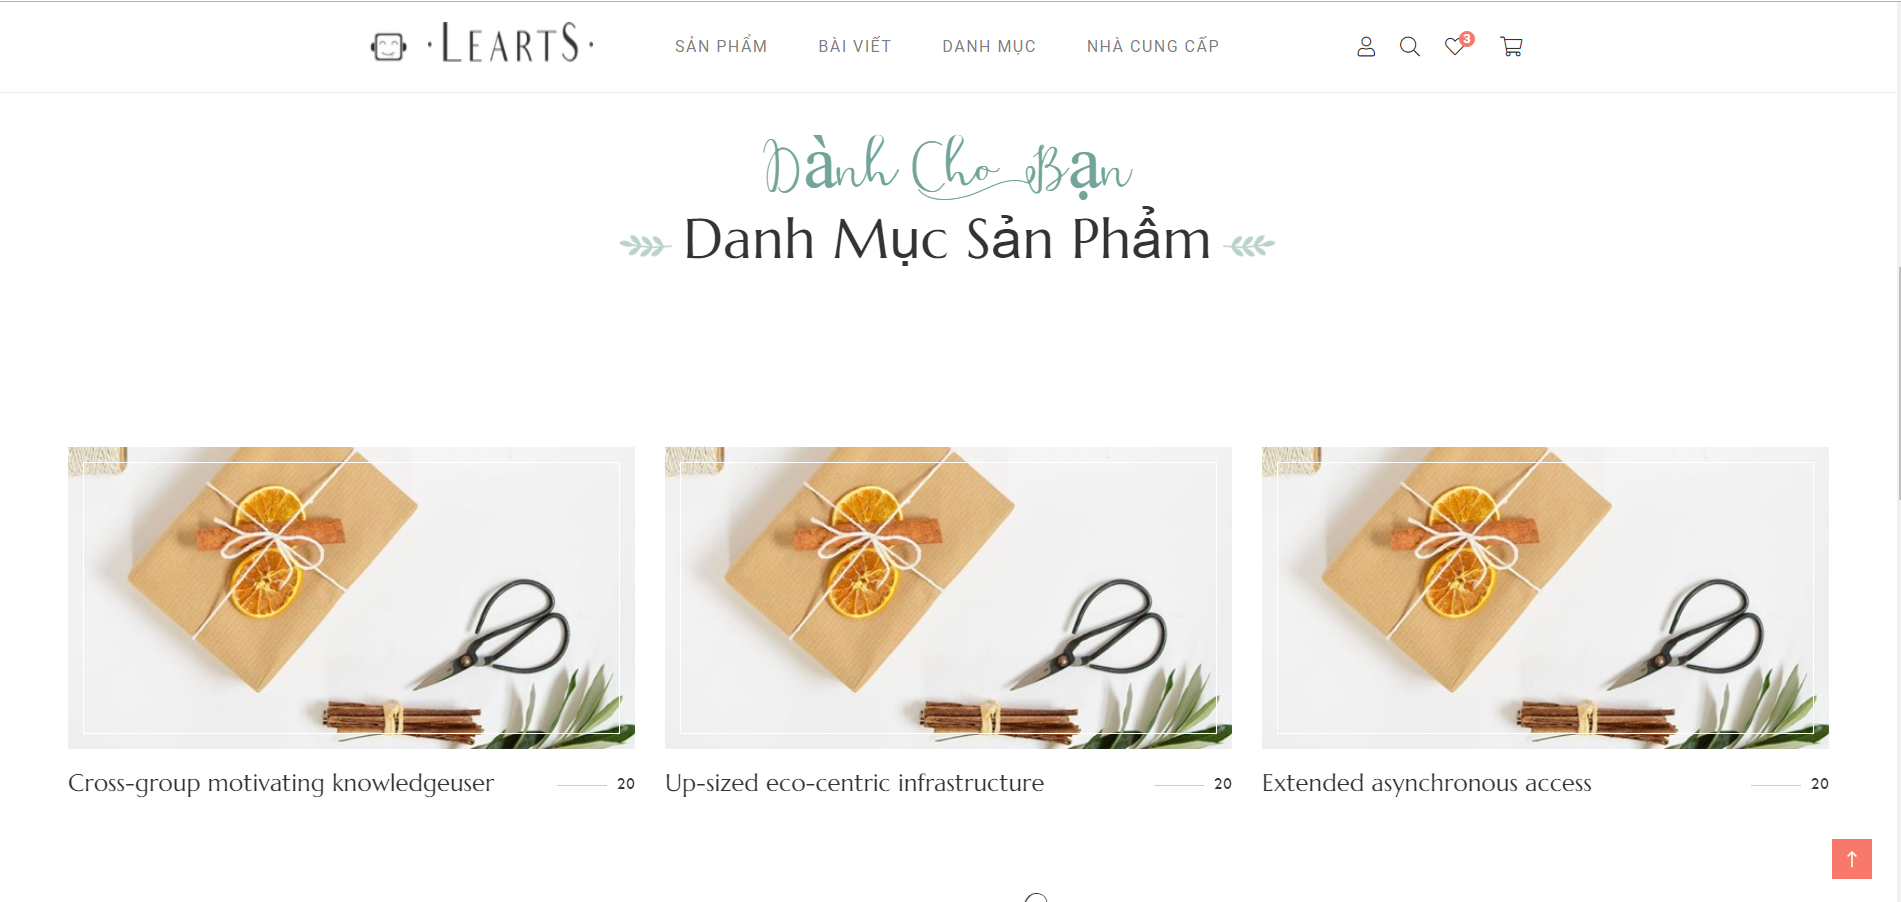 ·LEARTS·
SẢN PHẨM
BÀI VIẾT
DANH MỤC
NHÀ CUNG CẤP
3
Dành Cho Bạn
Danh Mục Sản Phẩm
Cross-group motivating knowledgeuser
20
Up-sized eco-centric infrastructure
20
Extended asynchronous access
20